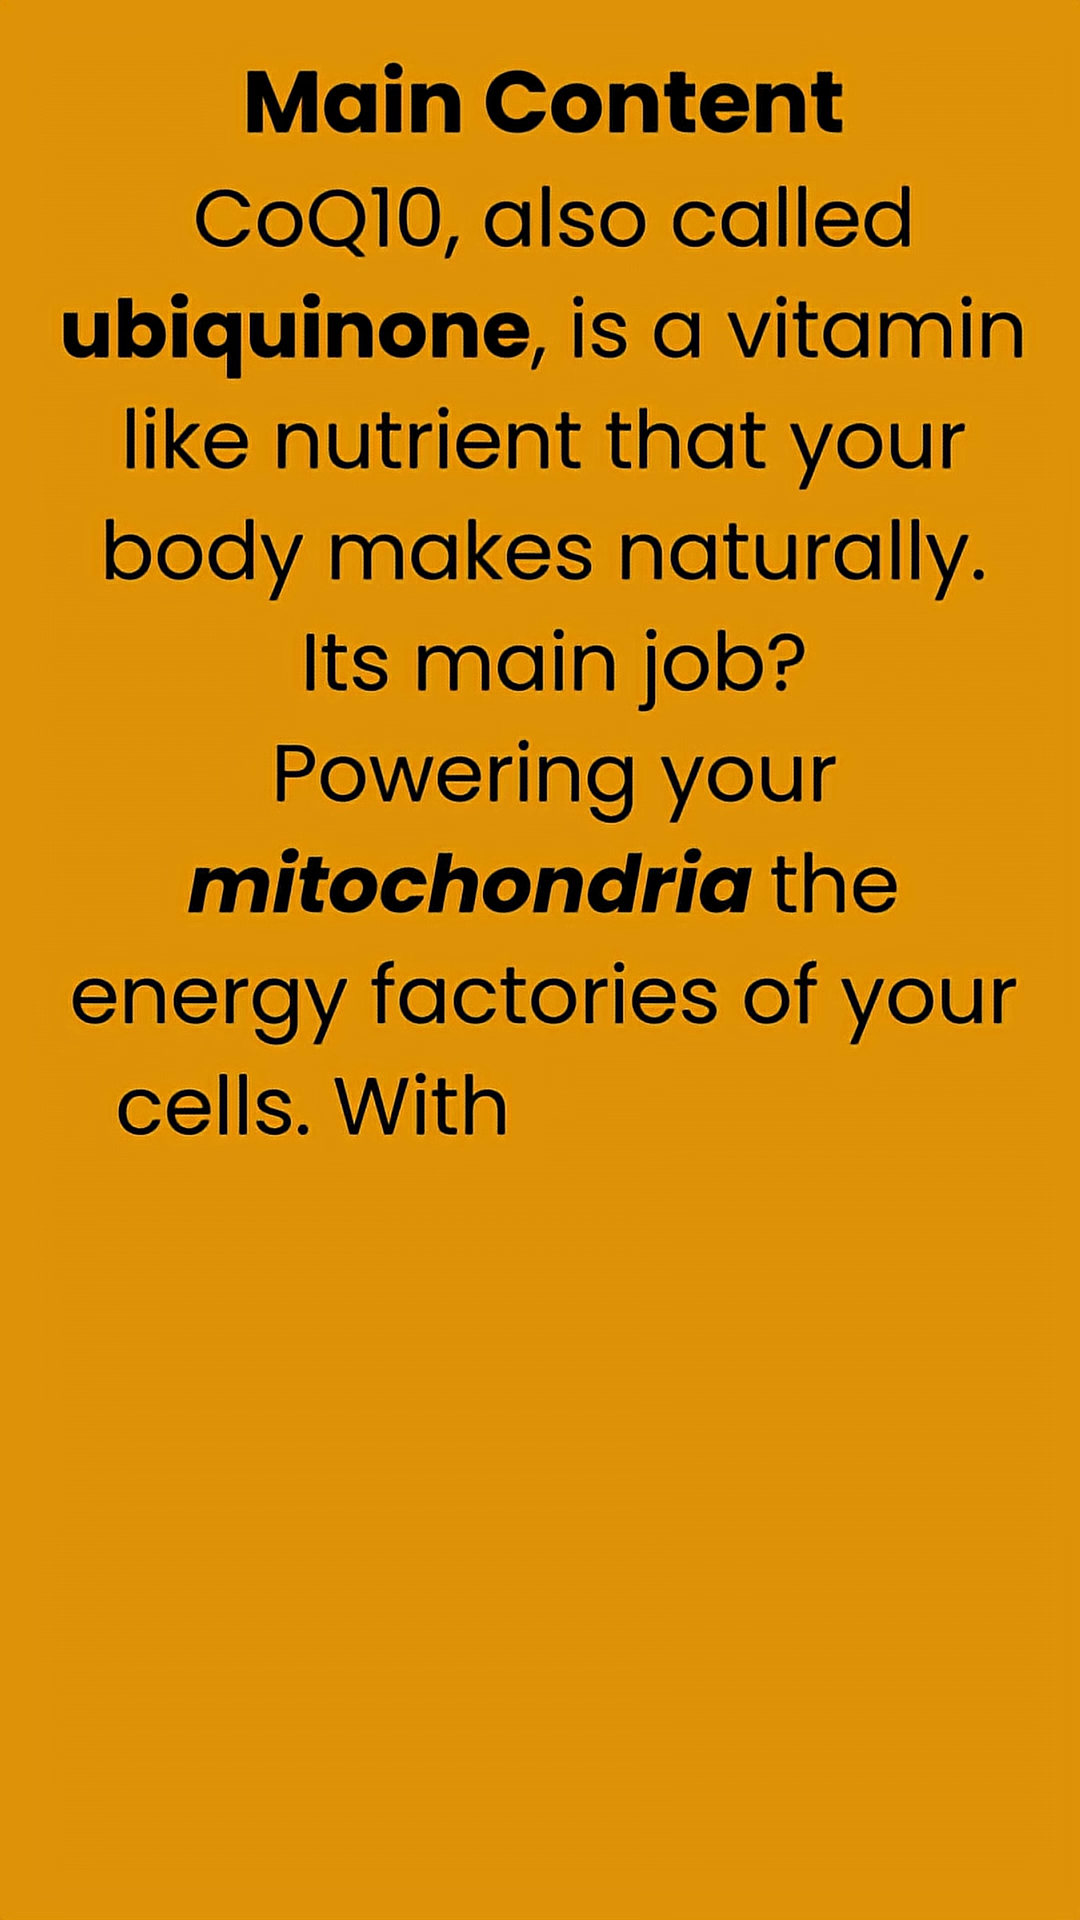 Main Content
CoQ10, also called
ubiquinone, is a vitamin
like nutrient that your
body makes naturally.
Its main job?
Powering your
mitochondria the
energy factories of your
cells. With